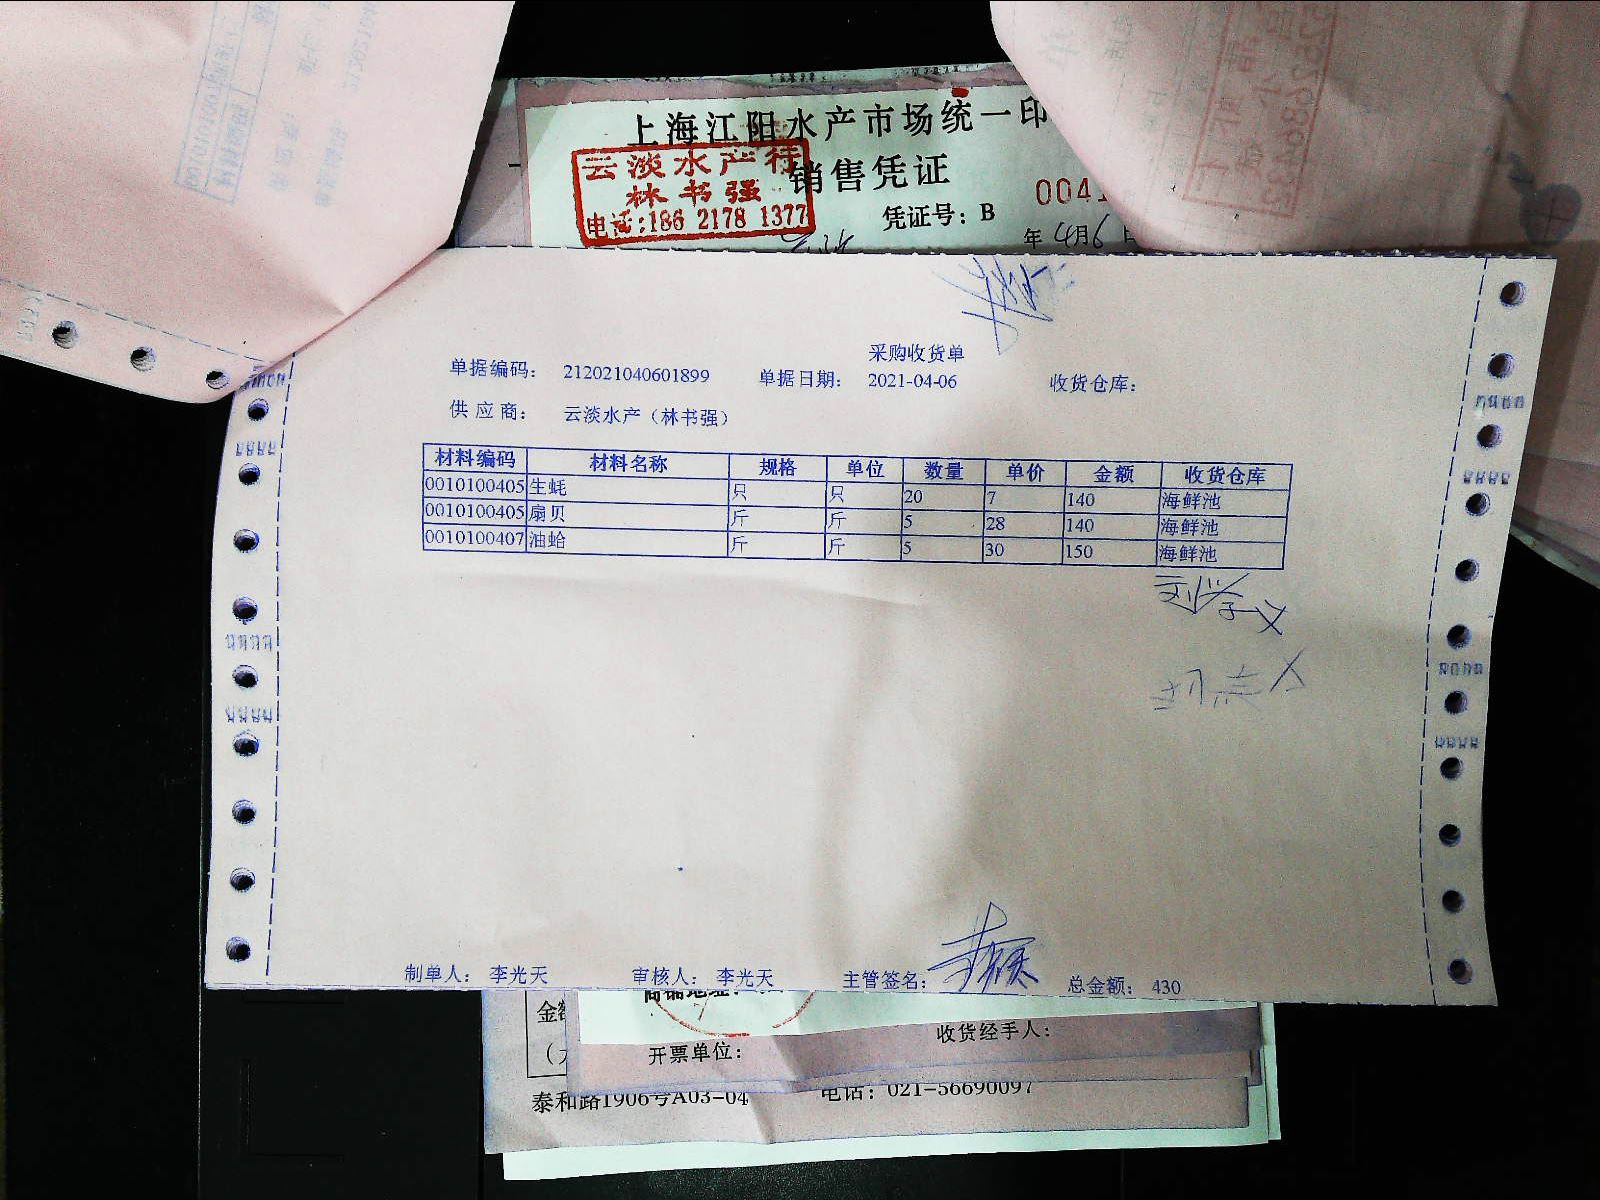 上海江阳水产市场统一印
云淡水产行
林书强
电话:186 2178 1377
销售凭证
凭证号：B 0041
年 4月6日
采购收货单
单据编码： 212021040601899 单据日期： 2021-04-06 收货仓库：
供应商： 云淡水产（林书强）
材料编码 材料名称 规格 单位 数量 单价 金额 收货仓库
0010100405 生蚝 只 只 20 7 140 海鲜池
0010100405 扇贝 斤 斤 5 28 140 海鲜池
0010100407 油蛤 斤 斤 5 30 150 海鲜池
制单人： 李光天 审核人： 李光天 主管签名： 总金额： 430
收货经手人：
开票单位：
泰和路1906号A03-04 电话：021-56690097